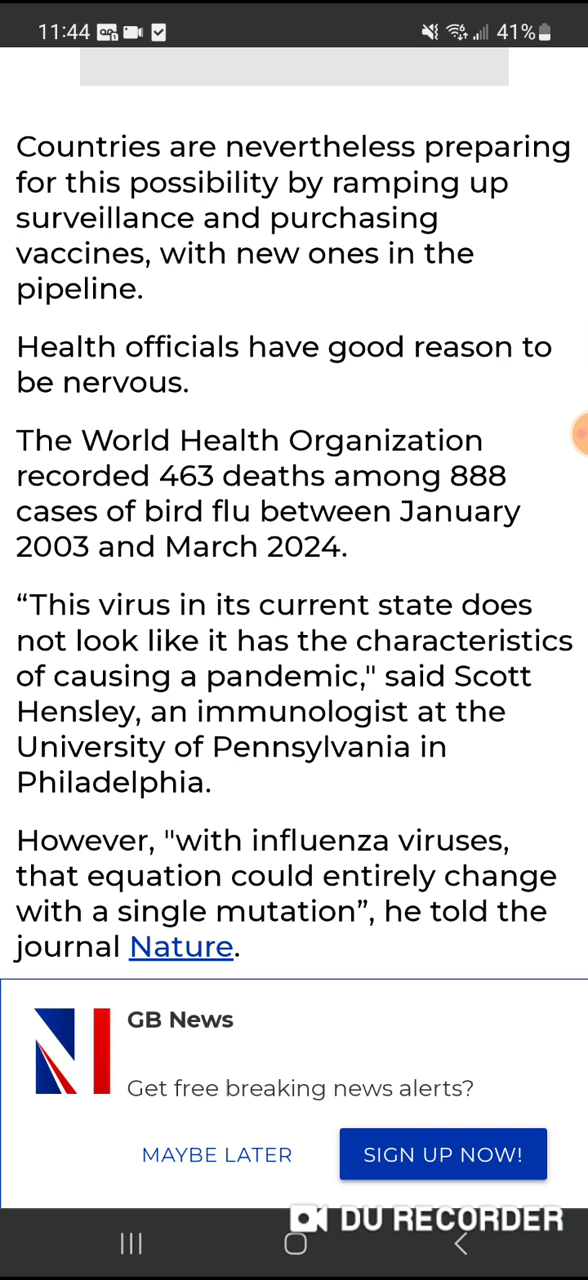 11:44 41%
Countries are nevertheless preparing
for this possibility by ramping up
surveillance and purchasing
vaccines, with new ones in the
pipeline.
Health officials have good reason to
be nervous.
The World Health Organization
recorded 463 deaths among 888
cases of bird flu between January
2003 and March 2024.
“This virus in its current state does
not look like it has the characteristics
of causing a pandemic," said Scott
Hensley, an immunologist at the
University of Pennsylvania in
Philadelphia.
However, "with influenza viruses,
that equation could entirely change
with a single mutation”, he told the
journal Nature.
GB News
Get free breaking news alerts?
MAYBE LATER SIGN UP NOW!
DU RECORDER